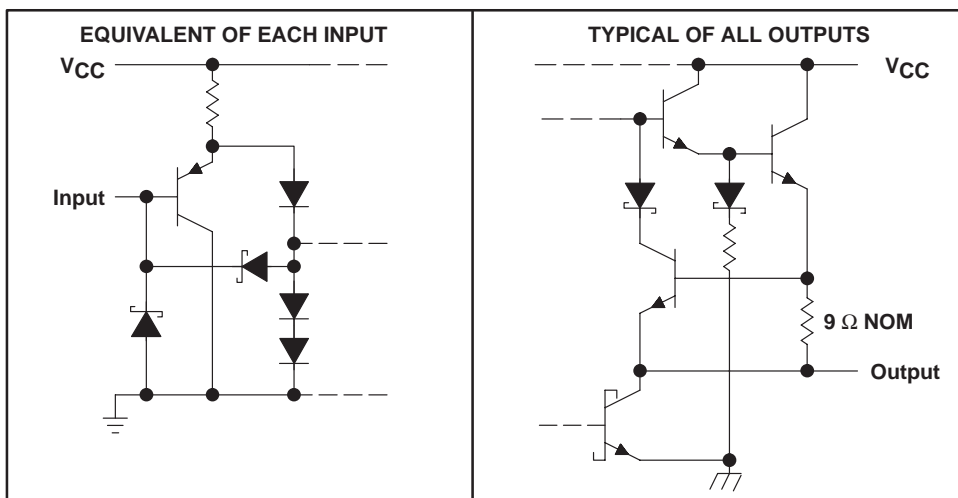 EQUIVALENT OF EACH INPUT
VCC
Input
TYPICAL OF ALL OUTPUTS
VCC
9 Ω NOM
Output